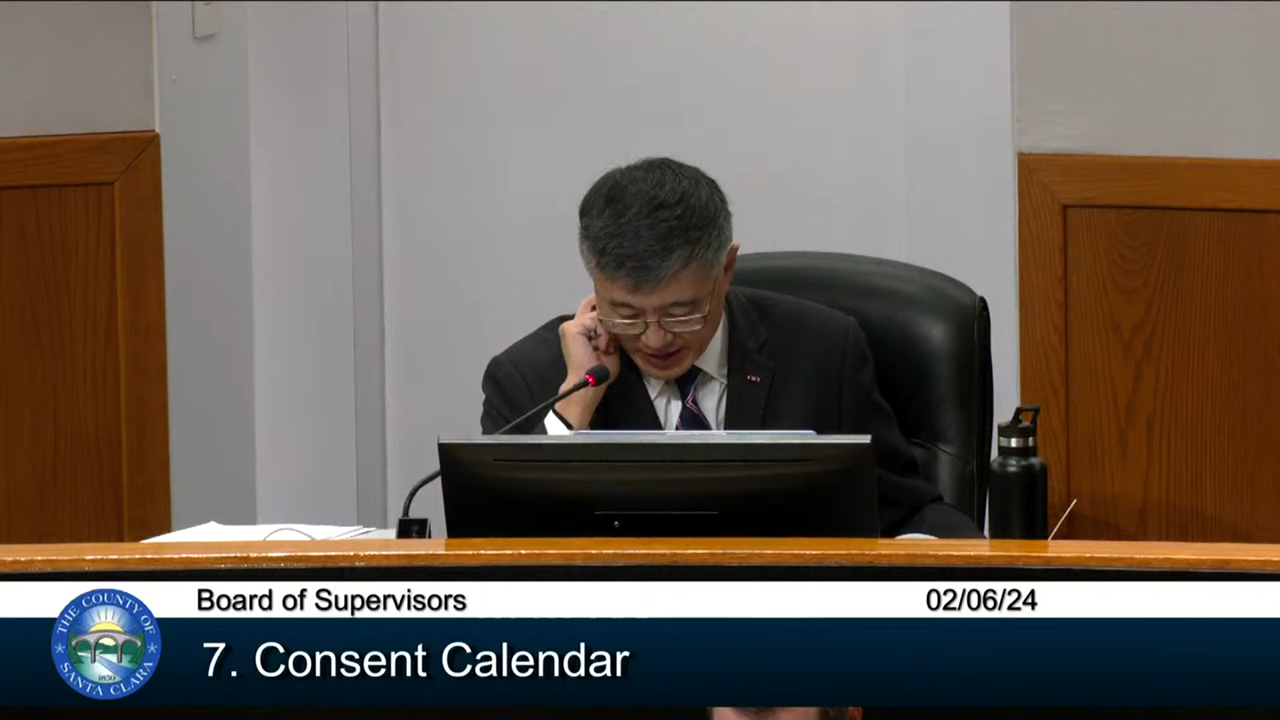 Board of Supervisors
02/06/24
7. Consent Calendar
THE COUNTY OF
SANTA CLARA
1850